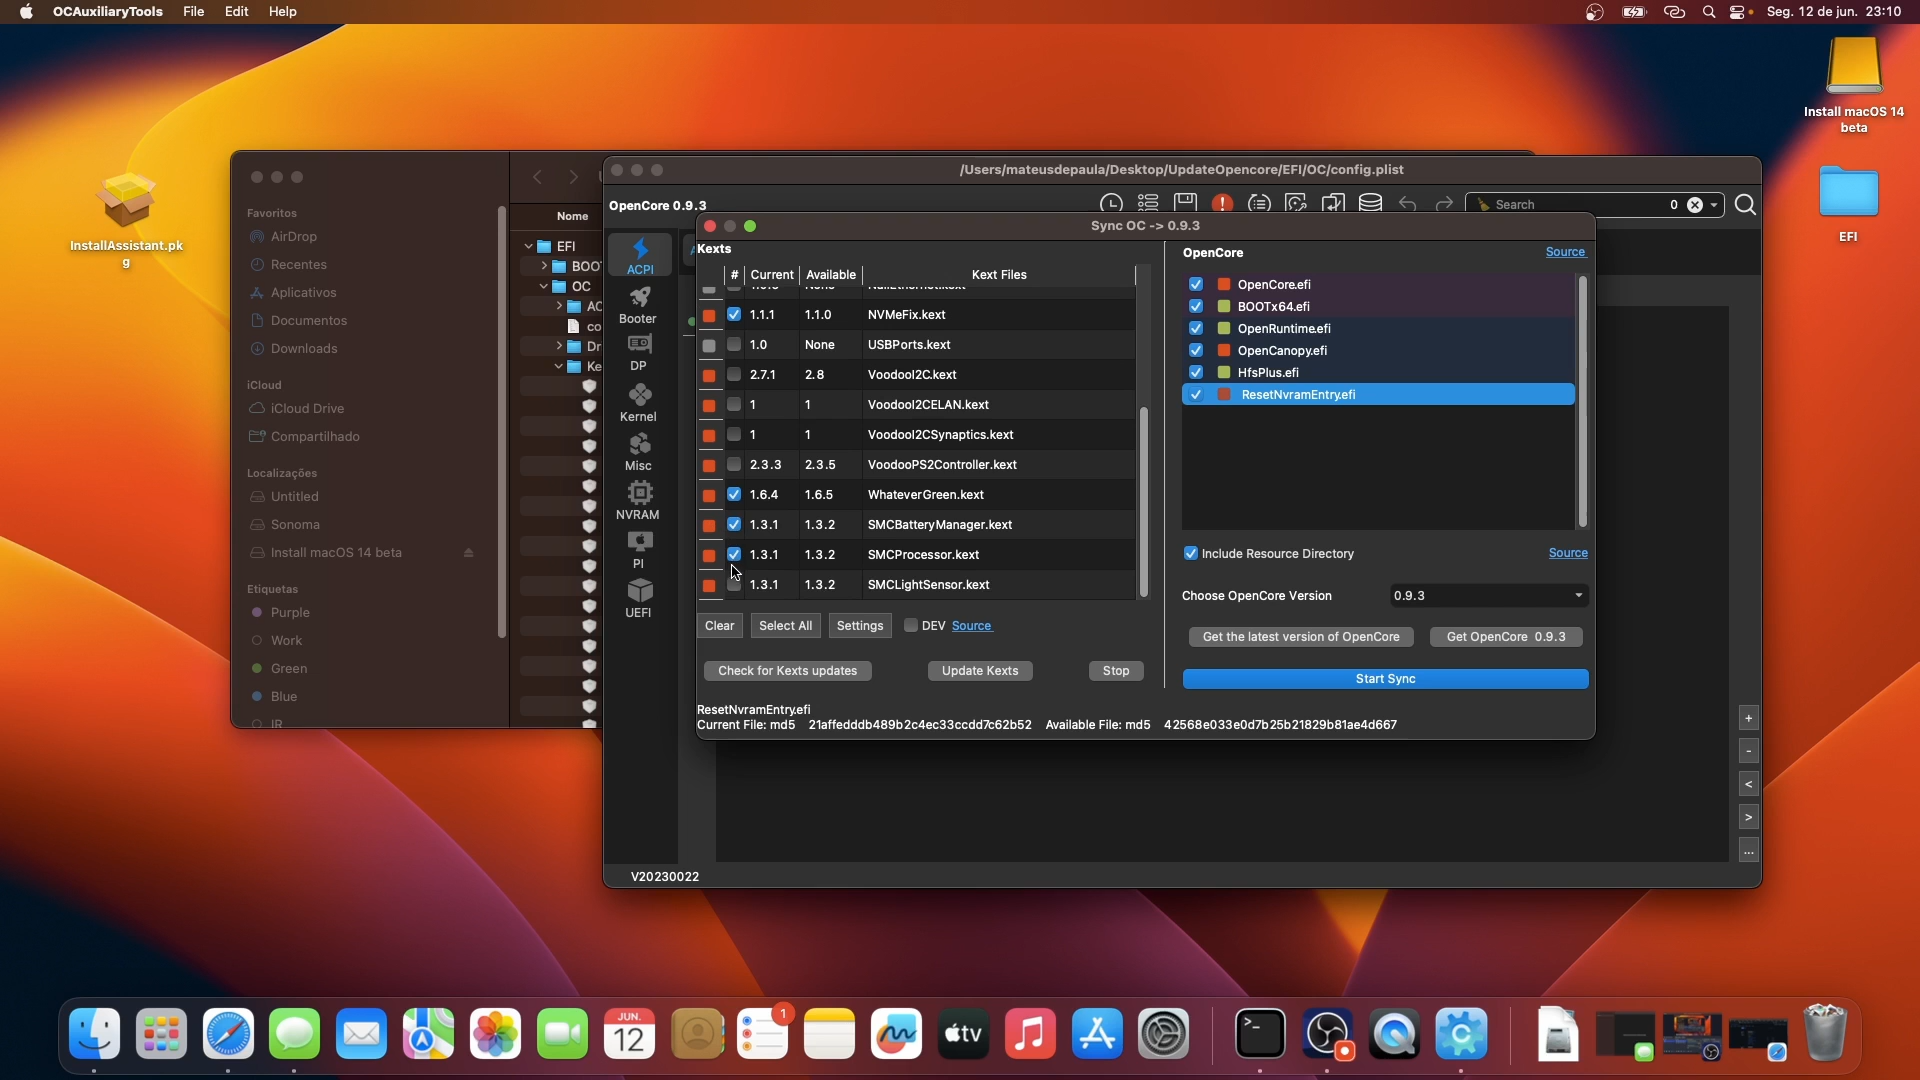 OCAuxiliaryTools File Edit Help
Seg. 12 de jun. 23:10
InstallAssistant.pk
g
Install macOS 14
beta
EFI
Favoritos
AirDrop
Recentes
Aplicativos
Documentos
Downloads
iCloud
iCloud Drive
Compartilhado
Localizações
Untitled
Sonoma
Install macOS 14 beta
Etiquetas
Purple
Work
Green
Blue
IR
Nome
EFI
BOO
OC
AC
co
Dr
Ke
/Users/mateusdepaula/Desktop/UpdateOpencore/EFI/OC/config.plist
OpenCore 0.9.3
Search 0
ACPI
Booter
DP
Kernel
Misc
NVRAM
PI
UEFI
Sync OC -> 0.9.3
Kexts
# Current Available Kext Files
1.1.1 1.1.0 NVMeFix.kext
1.0 None USBPorts.kext
2.7.1 2.8 VoodooI2C.kext
1 1 VoodooI2CELAN.kext
1 1 VoodooI2CSynaptics.kext
2.3.3 2.3.5 VoodooPS2Controller.kext
1.6.4 1.6.5 WhateverGreen.kext
1.3.1 1.3.2 SMCBatteryManager.kext
1.3.1 1.3.2 SMCProcessor.kext
1.3.1 1.3.2 SMCLightSensor.kext
Clear Select All Settings DEV Source
Check for Kexts updates Update Kexts Stop
OpenCore Source
OpenCore.efi
BOOTx64.efi
OpenRuntime.efi
OpenCanopy.efi
HfsPlus.efi
ResetNvramEntry.efi
Include Resource Directory Source
Choose OpenCore Version 0.9.3
Get the latest version of OpenCore Get OpenCore 0.9.3
Start Sync
ResetNvramEntry.efi
Current File: md5 21affedddb489b2c4ec33ccdd7c62b52 Available File: md5 42568e033e0d7b25b21829b81ae4d667
+
-
<
>
...
V20230022
JUN.
12
1
tv